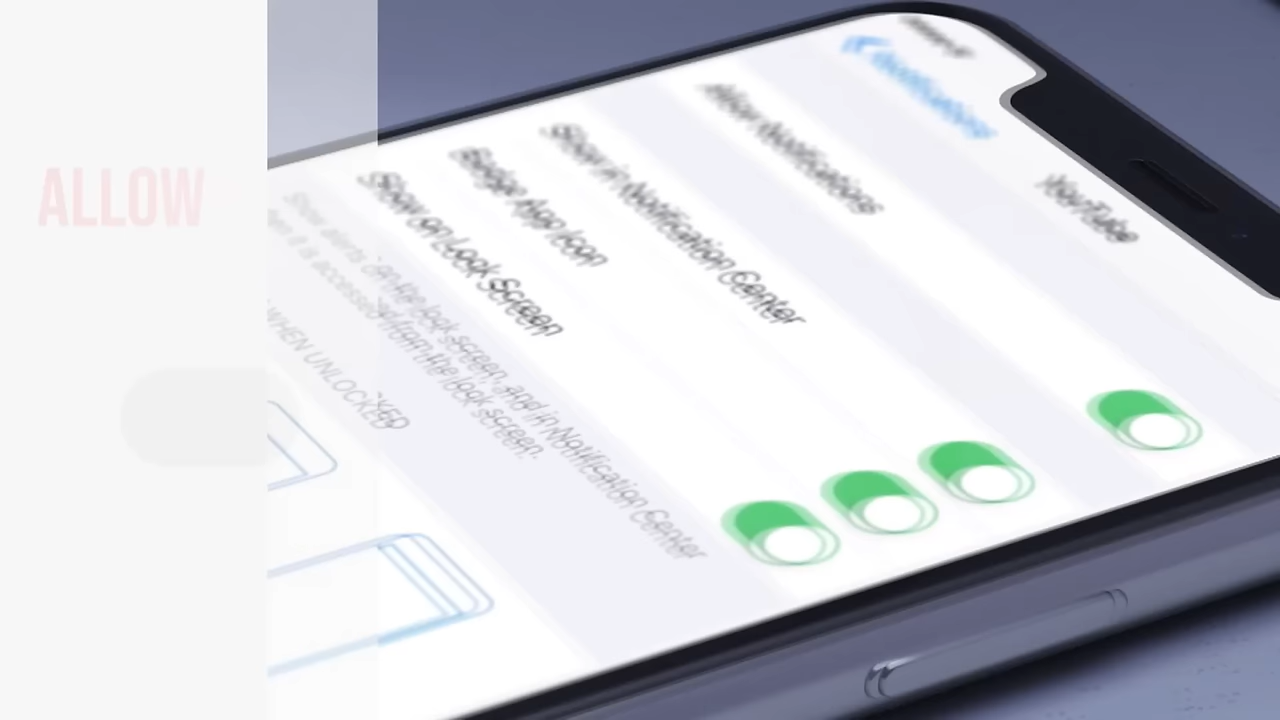 ALLOW
Notifications
YouTube
Allow Notifications
Show in Notification Center
Badge App Icon
Show on Lock Screen
Show alerts on the lock screen, and in Notification Center
when it is accessed from the lock screen.
WHEN UNLOCKED